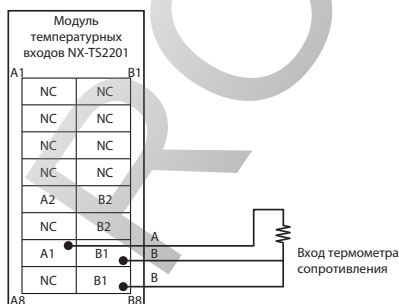 Модуль
температурных
входов NX-TS2201
A1 B1
NC NC
NC NC
NC NC
NC NC
A2 B2
NC B2
A1 B1
NC B1
A8 B8
A
B
B
Вход термометра
сопротивления